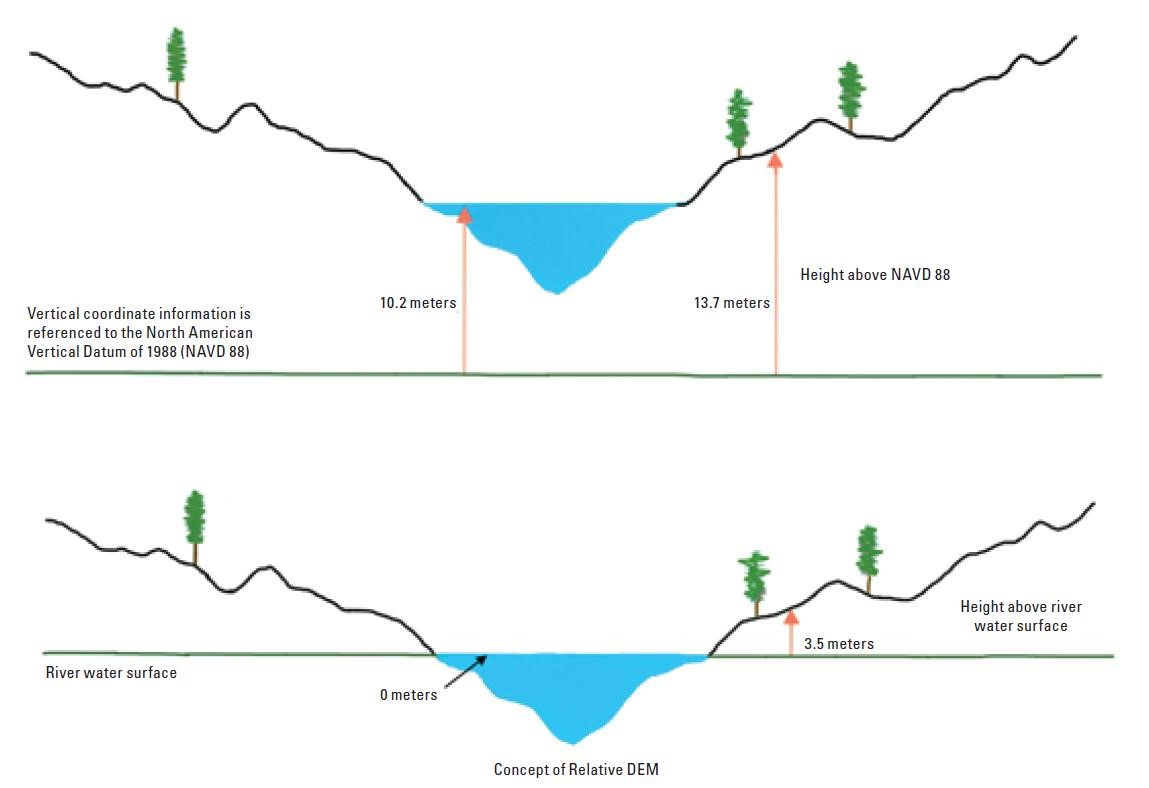 Height above NAVD 88
10.2 meters
13.7 meters
Vertical coordinate information is
referenced to the North American
Vertical Datum of 1988 (NAVD 88)
Height above river
water surface
3.5 meters
River water surface
0 meters
Concept of Relative DEM